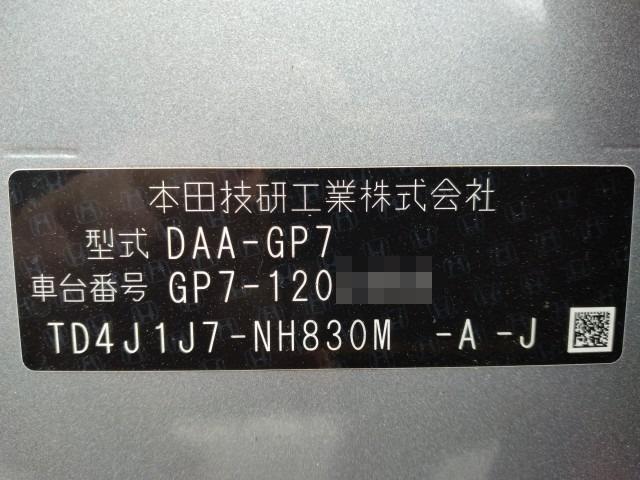 本田技研工業株式会社
型式 DAA-GP7
車台番号 GP7-120
TD4J1J7-NH830M -A -J